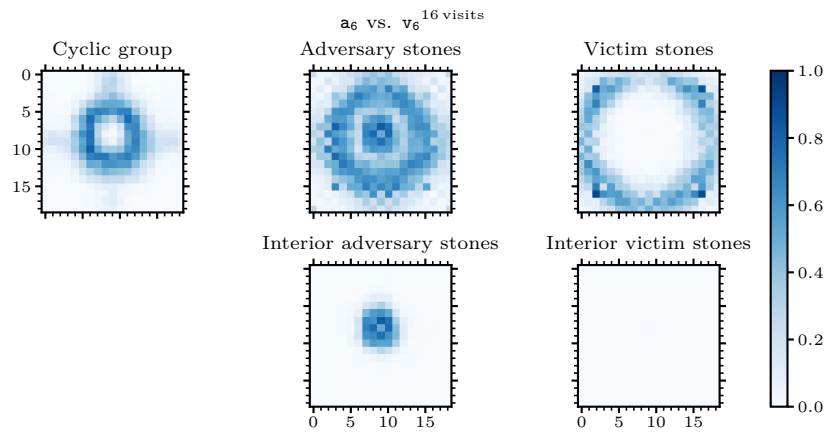 a₆ vs. v₆^16 visits
Cyclic group
Adversary stones
Victim stones
0
5
10
15
1.0
0.8
0.6
0.4
0.2
0.0
Interior adversary stones
Interior victim stones
0 5 10 15
0 5 10 15